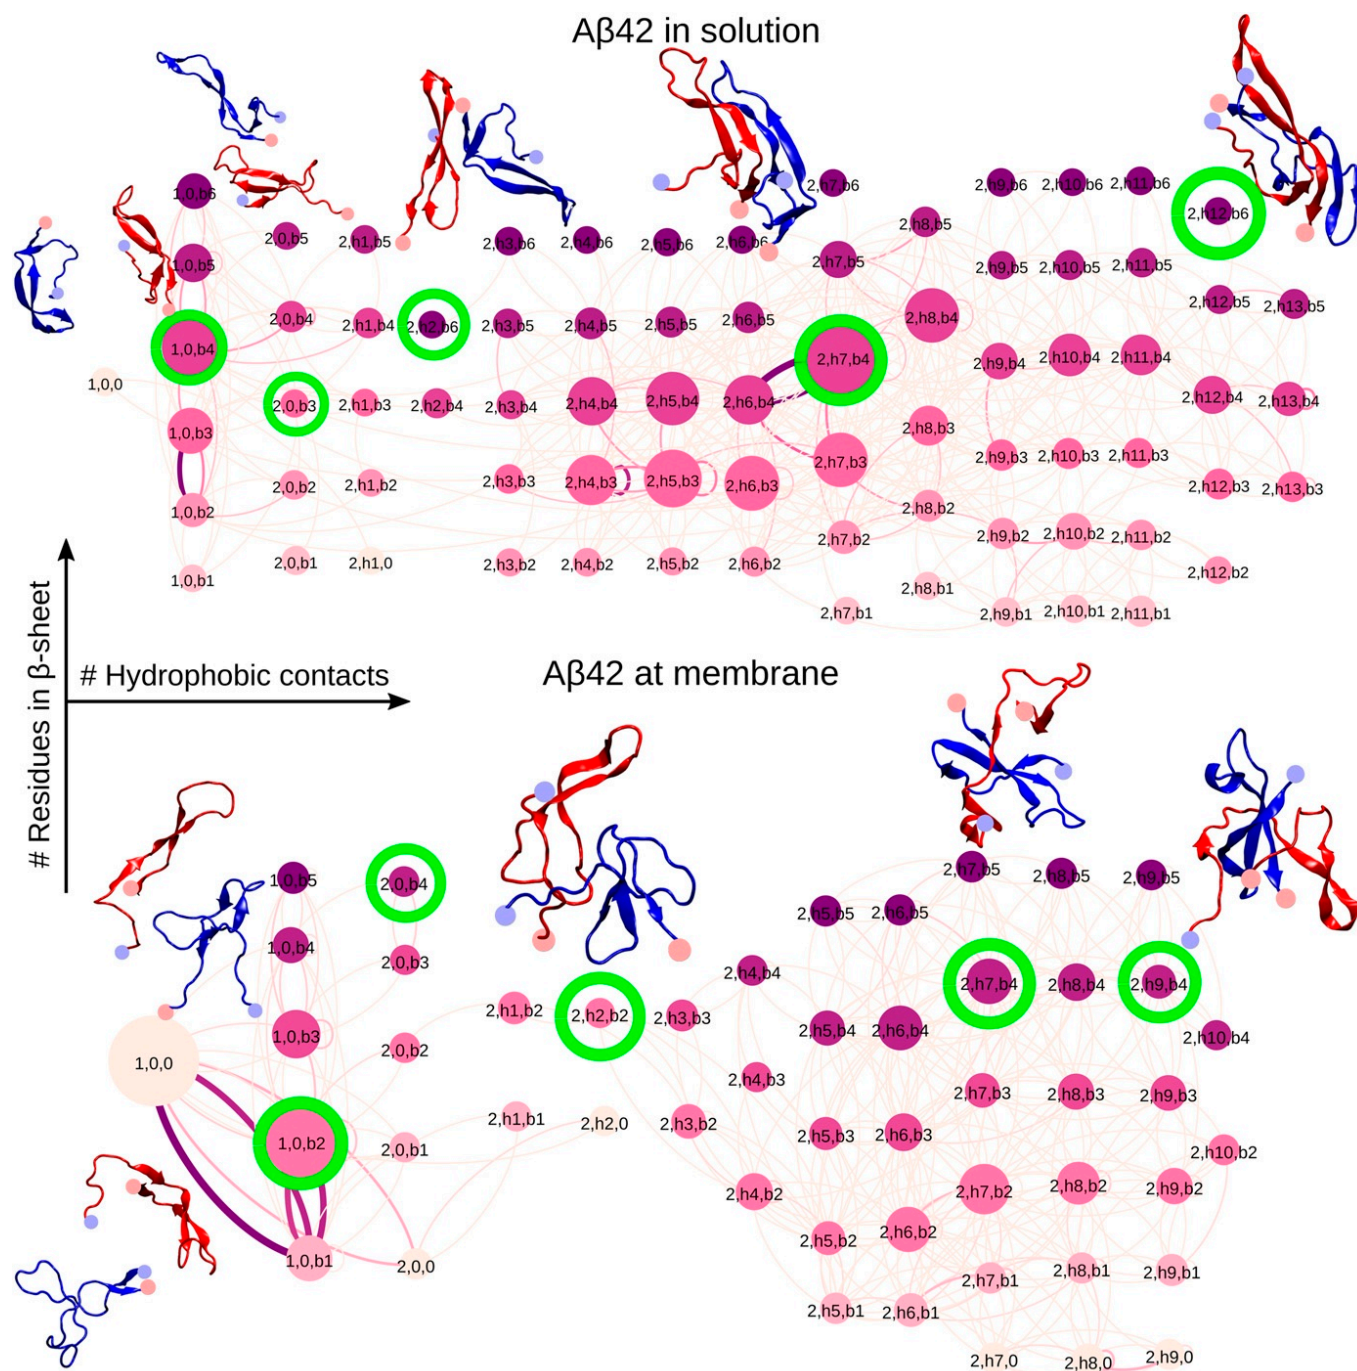 Aβ42 in solution
1,0,b6 2,h7,b6 2,h9,b6 2,h10,b6 2,h11,b6
2,h12,b6
2,0,b5 2,h1,b5 2,h3,b6 2,h4,b6 2,h5,b6 2,h6,b6 2,h8,b5
1,0,b5 2,h7,b5 2,h9,b5 2,h10,b5 2,h11,b5
2,h12,b5 2,h13,b5
2,0,b4 2,h1,b4 2,h2,b6 2,h3,b5 2,h4,b5 2,h5,b5 2,h6,b5 2,h8,b4
1,0,b4 2,h7,b4 2,h9,b4 2,h10,b4 2,h11,b4
1,0,0
2,0,b3 2,h1,b3 2,h2,b4 2,h3,b4 2,h4,b4 2,h5,b4 2,h6,b4 2,h12,b4 2,h13,b4
1,0,b3 2,h8,b3
2,h7,b3 2,h9,b3 2,h10,b3 2,h11,b3
2,0,b2 2,h1,b2 2,h3,b3 2,h4,b3 2,h5,b3 2,h6,b3 2,h12,b3 2,h13,b3
1,0,b2 2,h8,b2
2,h7,b2 2,h9,b2 2,h10,b2 2,h11,b2
1,0,b1 2,0,b1 2,h1,0 2,h3,b2 2,h4,b2 2,h5,b2 2,h6,b2 2,h12,b2
2,h8,b1
2,h7,b1 2,h9,b1 2,h10,b1 2,h11,b1
# Residues in β-sheet
# Hydrophobic contacts
Aβ42 at membrane
1,0,b5 2,0,b4 2,h7,b5 2,h8,b5 2,h9,b5
2,h5,b5 2,h6,b5
1,0,b4 2,0,b3 2,h4,b4 2,h7,b4 2,h8,b4 2,h9,b4
2,h1,b2 2,h2,b2 2,h3,b3
1,0,b3 2,0,b2 2,h5,b4 2,h6,b4 2,h10,b4
1,0,0 2,h4,b3 2,h7,b3 2,h8,b3 2,h9,b3
2,h1,b1 2,h2,0 2,h3,b2
1,0,b2 2,0,b1 2,h5,b3 2,h6,b3 2,h10,b2
2,h4,b2 2,h7,b2 2,h8,b2 2,h9,b2
2,h5,b2 2,h6,b2
1,0,b1 2,0,0 2,h7,b1 2,h8,b1 2,h9,b1
2,h5,b1 2,h6,b1
2,h7,0 2,h8,0 2,h9,0